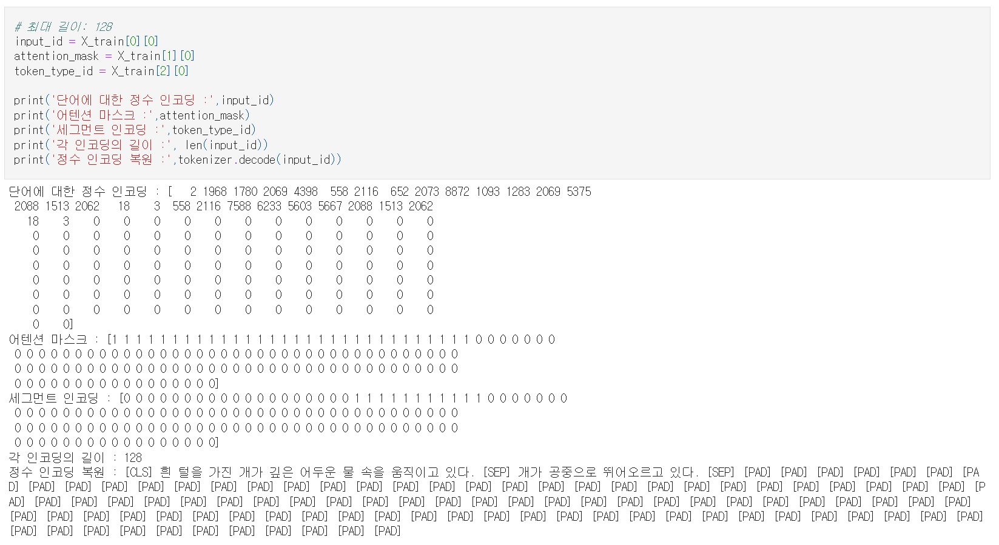 # 최대 길이: 128
input_id = X_train[0][0]
attention_mask = X_train[1][0]
token_type_id = X_train[2][0]
print('단어에 대한 정수 인코딩 :',input_id)
print('어텐션 마스크 :',attention_mask)
print('세그먼트 인코딩 :',token_type_id)
print('각 인코딩의 길이 :', len(input_id))
print('정수 인코딩 복원 :',tokenizer.decode(input_id))
단어에 대한 정수 인코딩 : [ 2 1968 1780 2069 4398 558 2116 652 2073 8872 1093 1283 2069 5375
2088 1513 2062 18 3 558 2116 7588 6233 5603 5667 2088 1513 2062
18 3 0 0 0 0 0 0 0 0 0 0 0 0
0 0 0 0 0 0 0 0 0 0 0 0 0 0
0 0 0 0 0 0 0 0 0 0 0 0 0 0
0 0 0 0 0 0 0 0 0 0 0 0 0 0
0 0 0 0 0 0 0 0 0 0 0 0 0 0
0 0 0 0 0 0 0 0 0 0 0 0 0 0
0 0 0 0 0 0 0 0 0 0 0 0 0 0
0 0]
어텐션 마스크 : [1 1 1 1 1 1 1 1 1 1 1 1 1 1 1 1 1 1 1 1 1 1 1 1 1 1 1 1 1 1 0 0 0 0 0 0 0
0 0 0 0 0 0 0 0 0 0 0 0 0 0 0 0 0 0 0 0 0 0 0 0 0 0 0 0 0 0 0 0 0 0 0 0 0
0 0 0 0 0 0 0 0 0 0 0 0 0 0 0 0 0 0 0 0 0 0 0 0 0 0 0 0 0 0 0 0 0 0 0 0 0
0 0 0 0 0 0 0 0 0 0 0 0 0 0 0 0 0]
세그먼트 인코딩 : [0 0 0 0 0 0 0 0 0 0 0 0 0 0 0 0 0 0 0 1 1 1 1 1 1 1 1 1 1 1 0 0 0 0 0 0 0
0 0 0 0 0 0 0 0 0 0 0 0 0 0 0 0 0 0 0 0 0 0 0 0 0 0 0 0 0 0 0 0 0 0 0 0 0
0 0 0 0 0 0 0 0 0 0 0 0 0 0 0 0 0 0 0 0 0 0 0 0 0 0 0 0 0 0 0 0 0 0 0 0 0
0 0 0 0 0 0 0 0 0 0 0 0 0 0 0 0 0]
각 인코딩의 길이 : 128
정수 인코딩 복원 : [CLS] 흰 털을 가진 개가 깊은 어두운 물 속을 움직이고 있다. [SEP] 개가 공중으로 뛰어오르고 있다. [SEP] [PAD] [PAD] [PAD] [PAD] [PAD] [PAD] [PA
D] [PAD] [PAD] [PAD] [PAD] [PAD] [PAD] [PAD] [PAD] [PAD] [PAD] [PAD] [PAD] [PAD] [PAD] [PAD] [PAD] [PAD] [PAD] [PAD] [PAD] [PAD] [PAD] [PAD] [PAD] [PAD] [PAD] [P
AD] [PAD] [PAD] [PAD] [PAD] [PAD] [PAD] [PAD] [PAD] [PAD] [PAD] [PAD] [PAD] [PAD] [PAD] [PAD] [PAD] [PAD] [PAD] [PAD] [PAD] [PAD] [PAD] [PAD] [PAD] [PAD] [PAD]
[PAD] [PAD] [PAD] [PAD] [PAD] [PAD] [PAD] [PAD] [PAD] [PAD] [PAD] [PAD] [PAD] [PAD] [PAD] [PAD] [PAD] [PAD] [PAD] [PAD] [PAD] [PAD] [PAD] [PAD] [PAD] [PAD] [PAD]
[PAD] [PAD] [PAD] [PAD] [PAD] [PAD] [PAD] [PAD] [PAD] [PAD] [PAD]